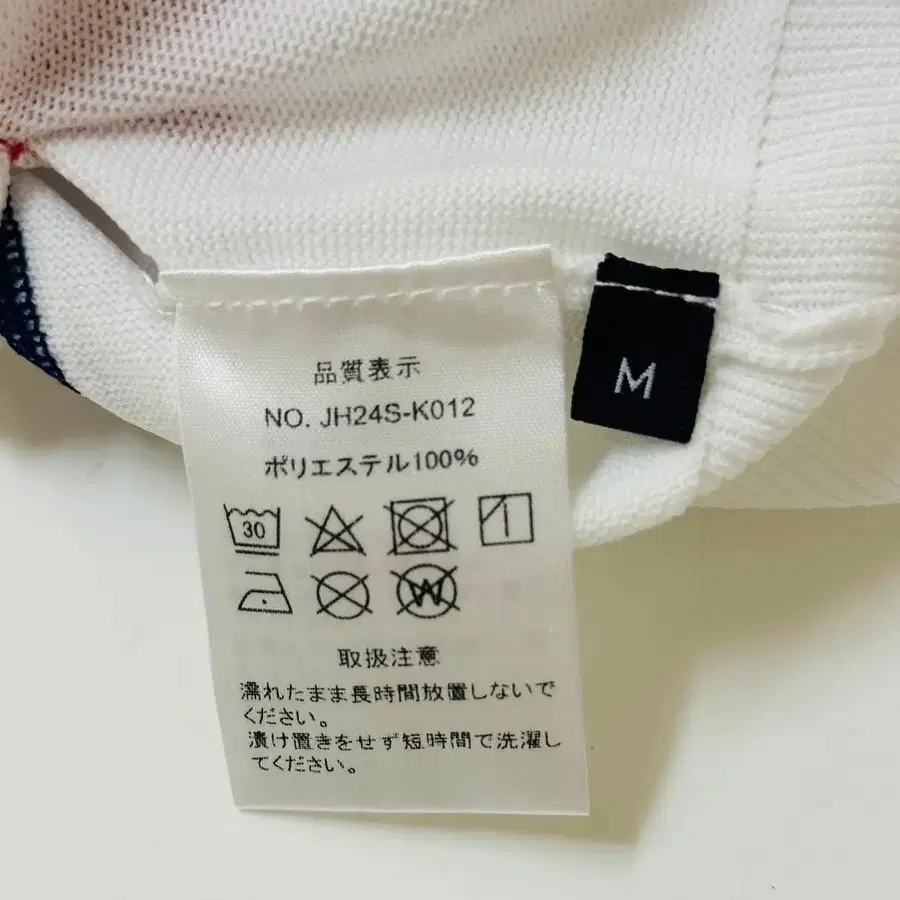 品質表示
NO. JH24S-K012
ポリエステル100%
30
W
取扱注意
濡れたまま長時間放置しないで
ください。
漬け置きをせず短時間で洗濯し
てください。
M